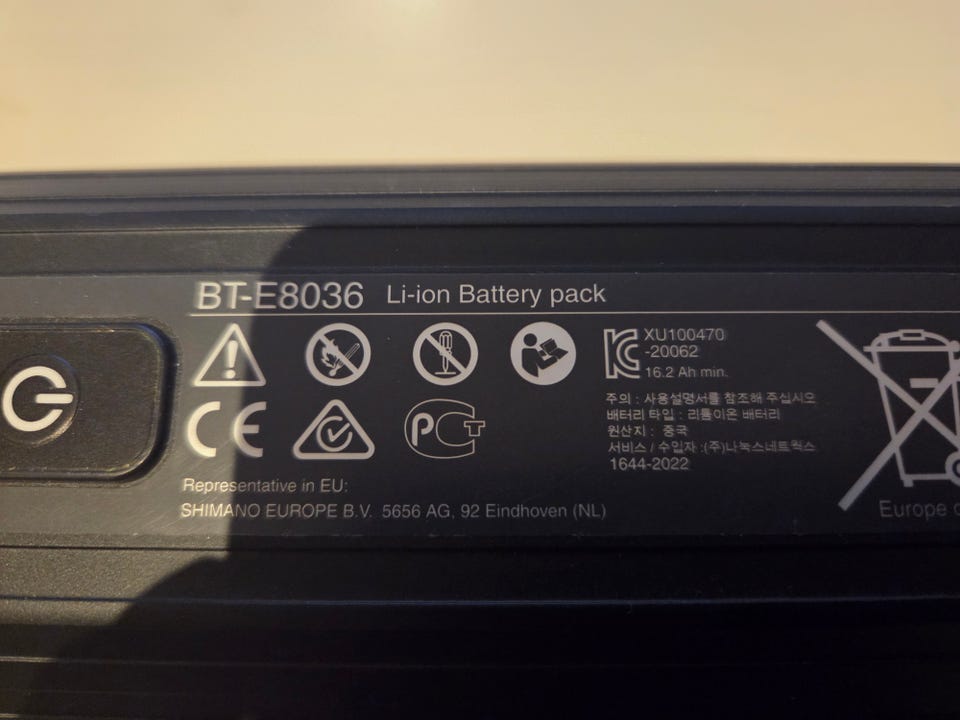 BT-E8036 Li-ion Battery pack
XU100470
-20062
16.2 Ah min.
CE
주의 : 사용설명서를 참조해 주십시오
배터리 타입 : 리튬이온 배터리
원산지 : 중국
서비스 / 수입자 :(주)나눅스네트웍스
1644-2022
Representative in EU:
SHIMANO EUROPE B.V. 5656 AG, 92 Eindhoven (NL)
Europe